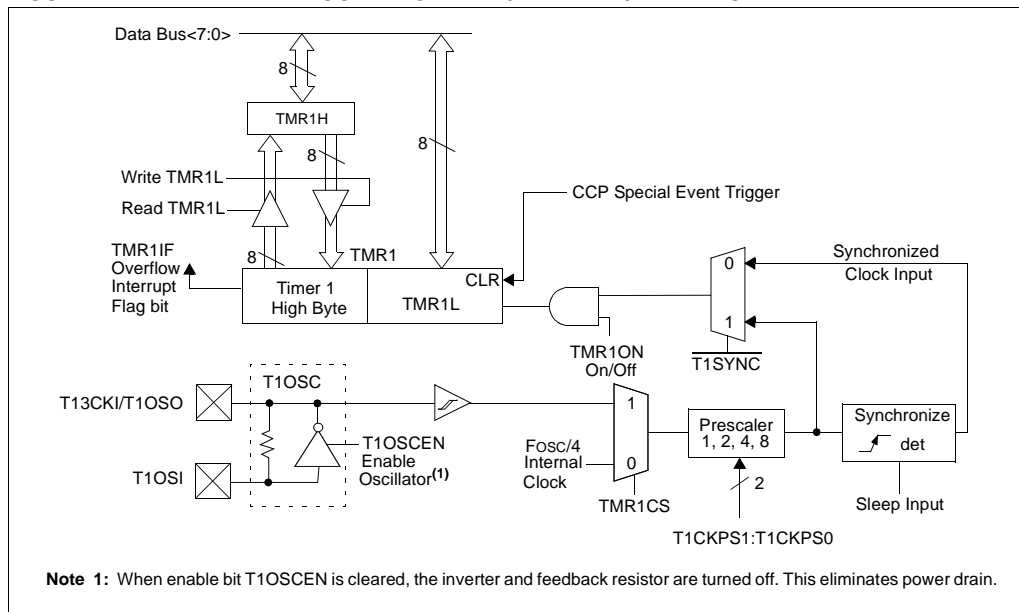 Data Bus<7:0>
8
TMR1H
8
8
Write TMR1L
Read TMR1L
CCP Special Event Trigger
TMR1IF
Overflow
Interrupt
Flag bit
8
TMR1
Timer 1
High Byte
TMR1L
CLR
0
1
Synchronized
Clock Input
TMR1ON
On/Off
T1SYNC
T1OSC
T13CKI/T1OSO
T1OSI
T1OSCEN
Enable
Oscillator(1)
FOSC/4
Internal
Clock
1
0
TMR1CS
Prescaler
1, 2, 4, 8
2
T1CKPS1:T1CKPS0
Synchronize
det
Sleep Input
Note 1: When enable bit T1OSCEN is cleared, the inverter and feedback resistor are turned off. This eliminates power drain.